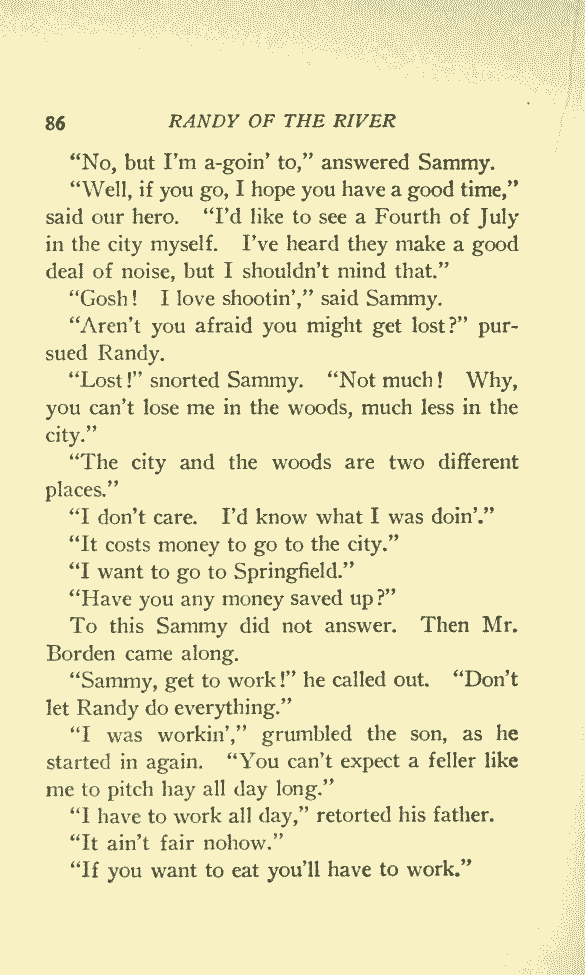 86 RANDY OF THE RIVER
“No, but I’m a-goin’ to,” answered Sammy.
“Well, if you go, I hope you have a good time,”
said our hero. “I’d like to see a Fourth of July
in the city myself. I’ve heard they make a good
deal of noise, but I shouldn’t mind that.”
“Gosh! I love shootin’,” said Sammy.
“Aren’t you afraid you might get lost?” pur-
sued Randy.
“Lost!” snorted Sammy. “Not much! Why,
you can’t lose me in the woods, much less in the
city.”
“The city and the woods are two different
places.”
“I don’t care. I’d know what I was doin’.”
“It costs money to go to the city.”
“I want to go to Springfield.”
“Have you any money saved up?”
To this Sammy did not answer. Then Mr.
Borden came along.
“Sammy, get to work!” he called out. “Don’t
let Randy do everything.”
“I was workin’,” grumbled the son, as he
started in again. “You can’t expect a feller like
me to pitch hay all day long.”
“I have to work all day,” retorted his father.
“It ain’t fair nohow.”
“If you want to eat you’ll have to work.”